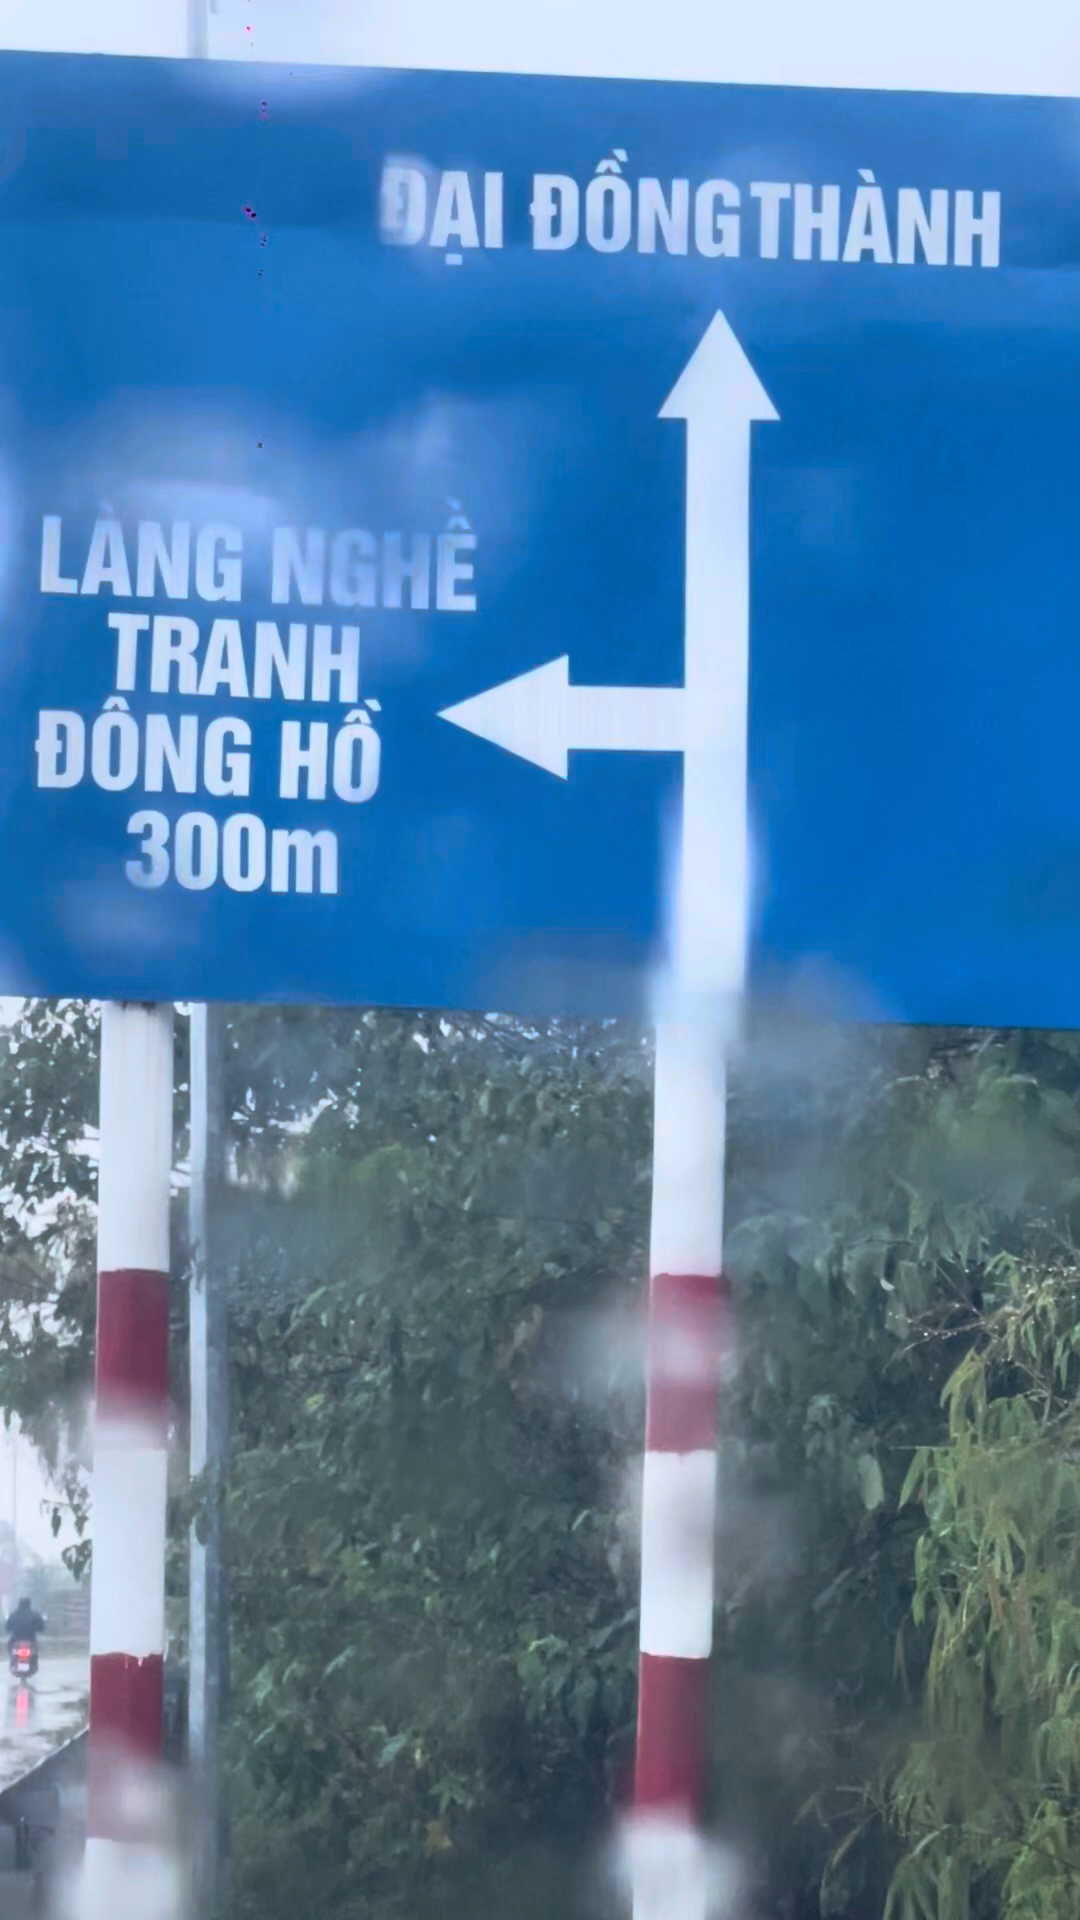 ĐẠI ĐỒNG THÀNH
LÀNG NGHỀ
TRANH
ĐÔNG HỒ
300m